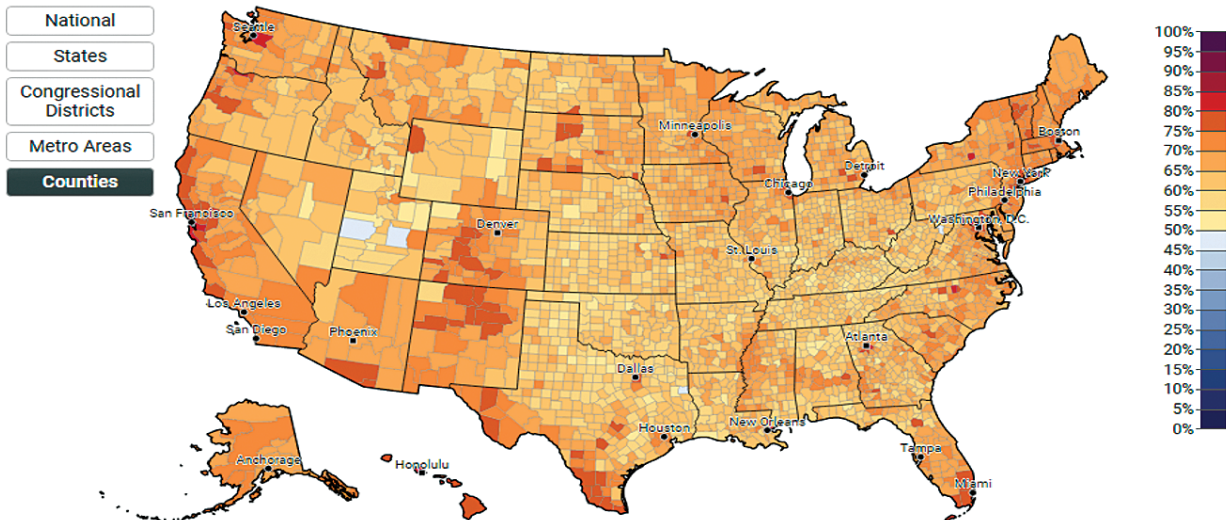 National
States
Congressional
Districts
Metro Areas
Counties
Seattle
Minneapolis
Boston
Detroit
Chicago
New York
Philadelphia
San Francisco
Denver
Washington, D.C.
St. Louis
Los Angeles
San Diego
Phoenix
Atlanta
Dallas
Houston
New Orleans
Tampa
Anchorage
Honolulu
Miami
100%
95%
90%
85%
80%
75%
70%
65%
60%
55%
50%
45%
40%
35%
30%
25%
20%
15%
10%
5%
0%